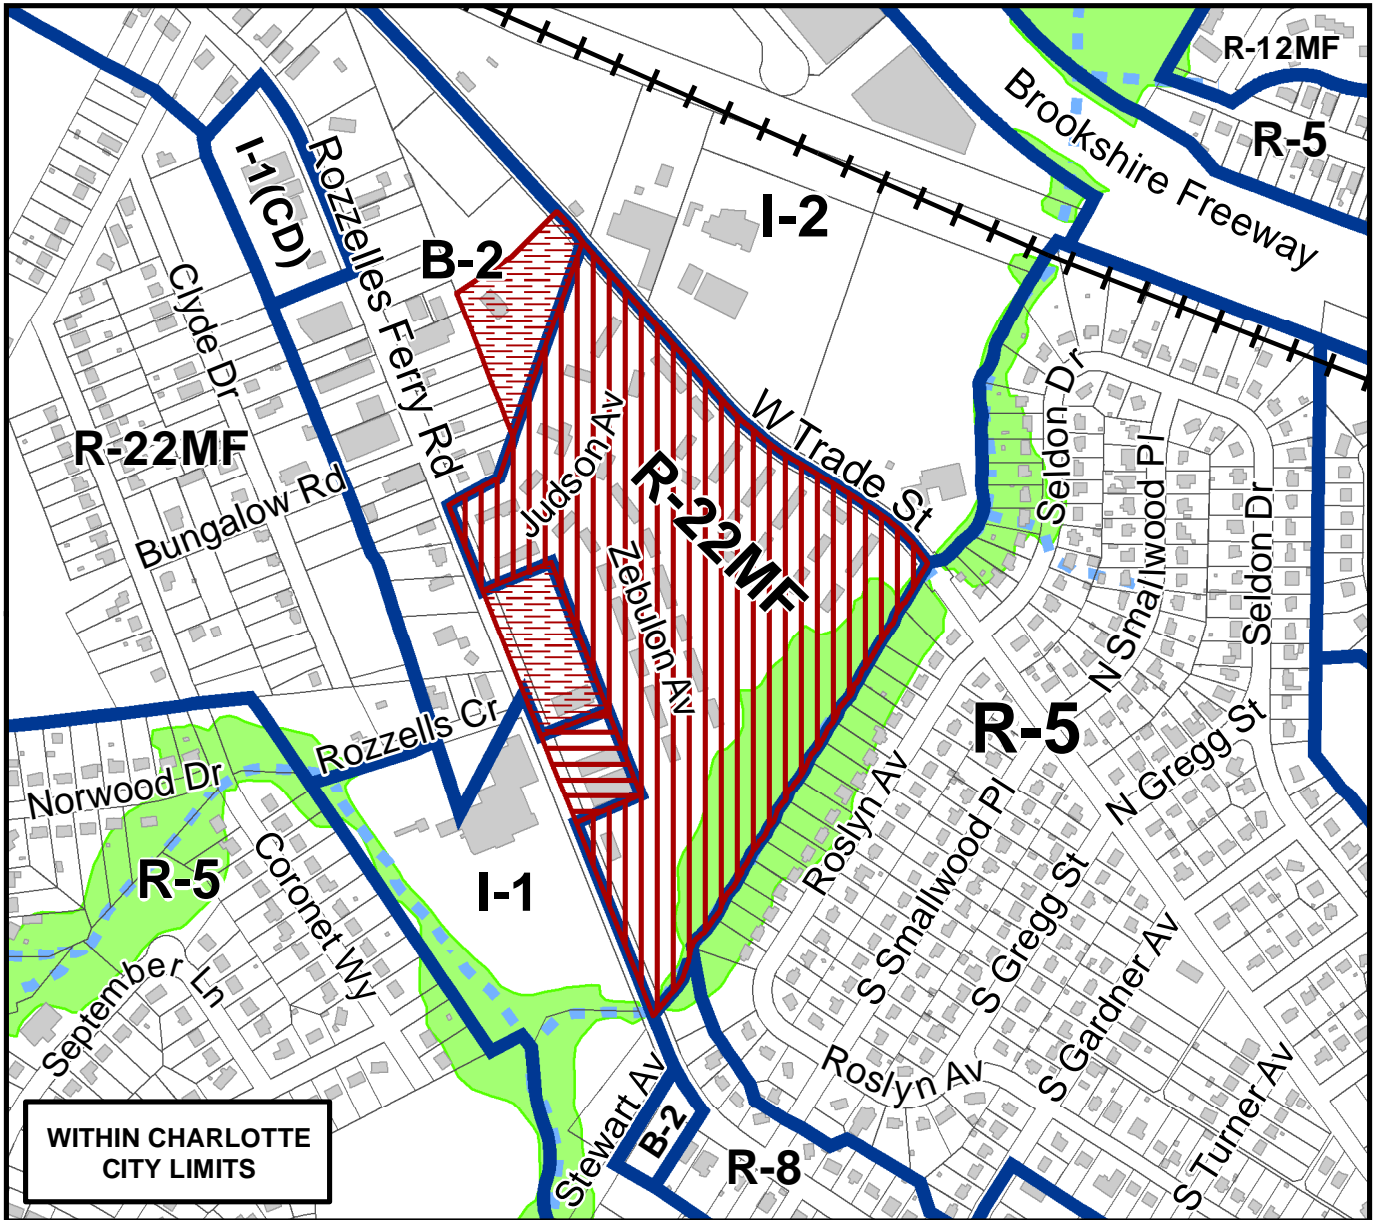 R-12MF
R-5
Brookshire Freeway
I-1(CD)
Rozzelles Ferry Rd
I-2
B-2
Clyde Dr
W Trade St
Seldon Dr
N Smallwood Pl
Seldon Dr
R-22MF
Bungalow Rd
Judson Av
R-22MF
Zebulon Av
Rozzells Cr
Norwood Dr
R-5
N Gregg St
Roslyn Av
S Smallwood Pl
R-5
Coronet Wy
I-1
S Gregg St
S Gardner Av
September Ln
Roslyn Av
S Turner Av
Stewart Av
B-2
R-8
WITHIN CHARLOTTE
CITY LIMITS